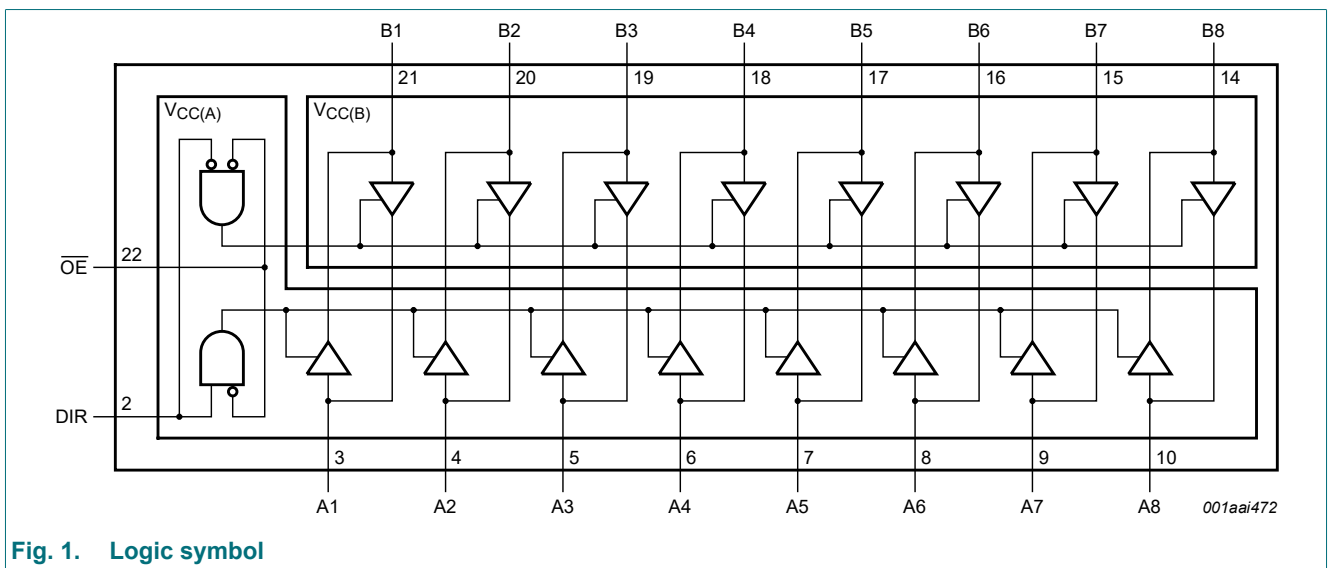 B1 B2 B3 B4 B5 B6 B7 B8
21 20 19 18 17 16 15 14
VCC(A) VCC(B)
22
OE
2
DIR
3 4 5 6 7 8 9 10
A1 A2 A3 A4 A5 A6 A7 A8 001aai472
Fig. 1. Logic symbol